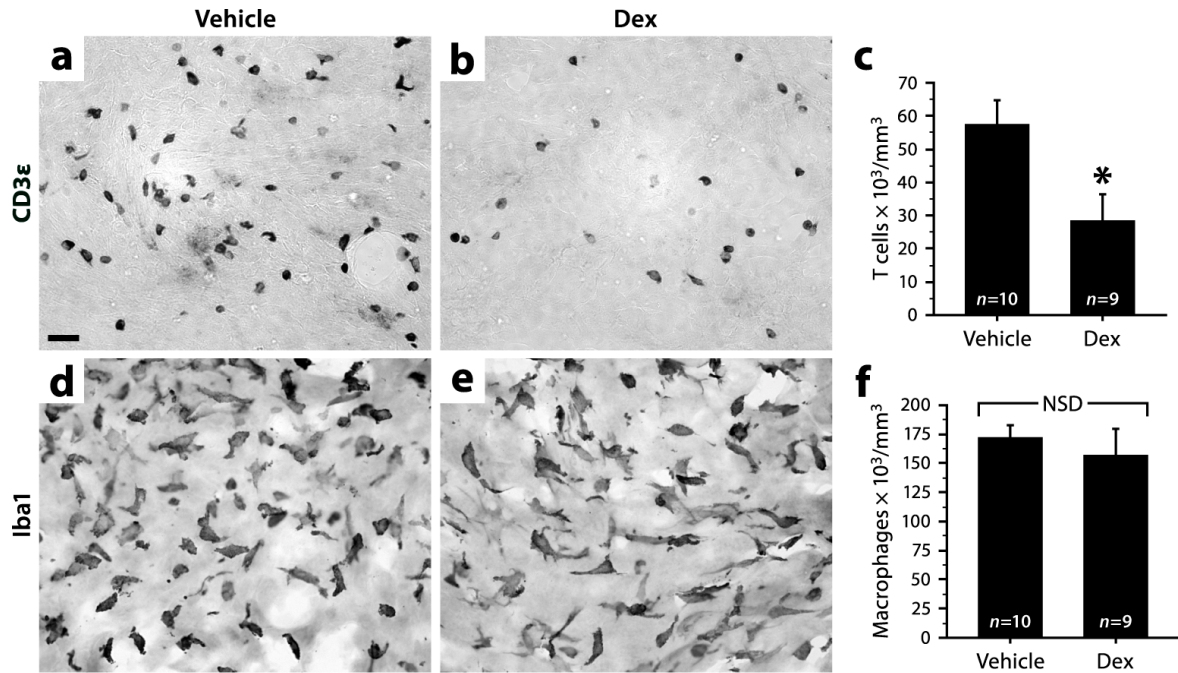 Vehicle
Dex
a
b
c
CD3ε
T cells × 10³/mm³
70
60
50
40
30
20
10
0
*
n=10
n=9
Vehicle
Dex
d
e
f
Iba1
Macrophages × 10³/mm³
200
175
150
125
100
75
50
25
0
NSD
n=10
n=9
Vehicle
Dex